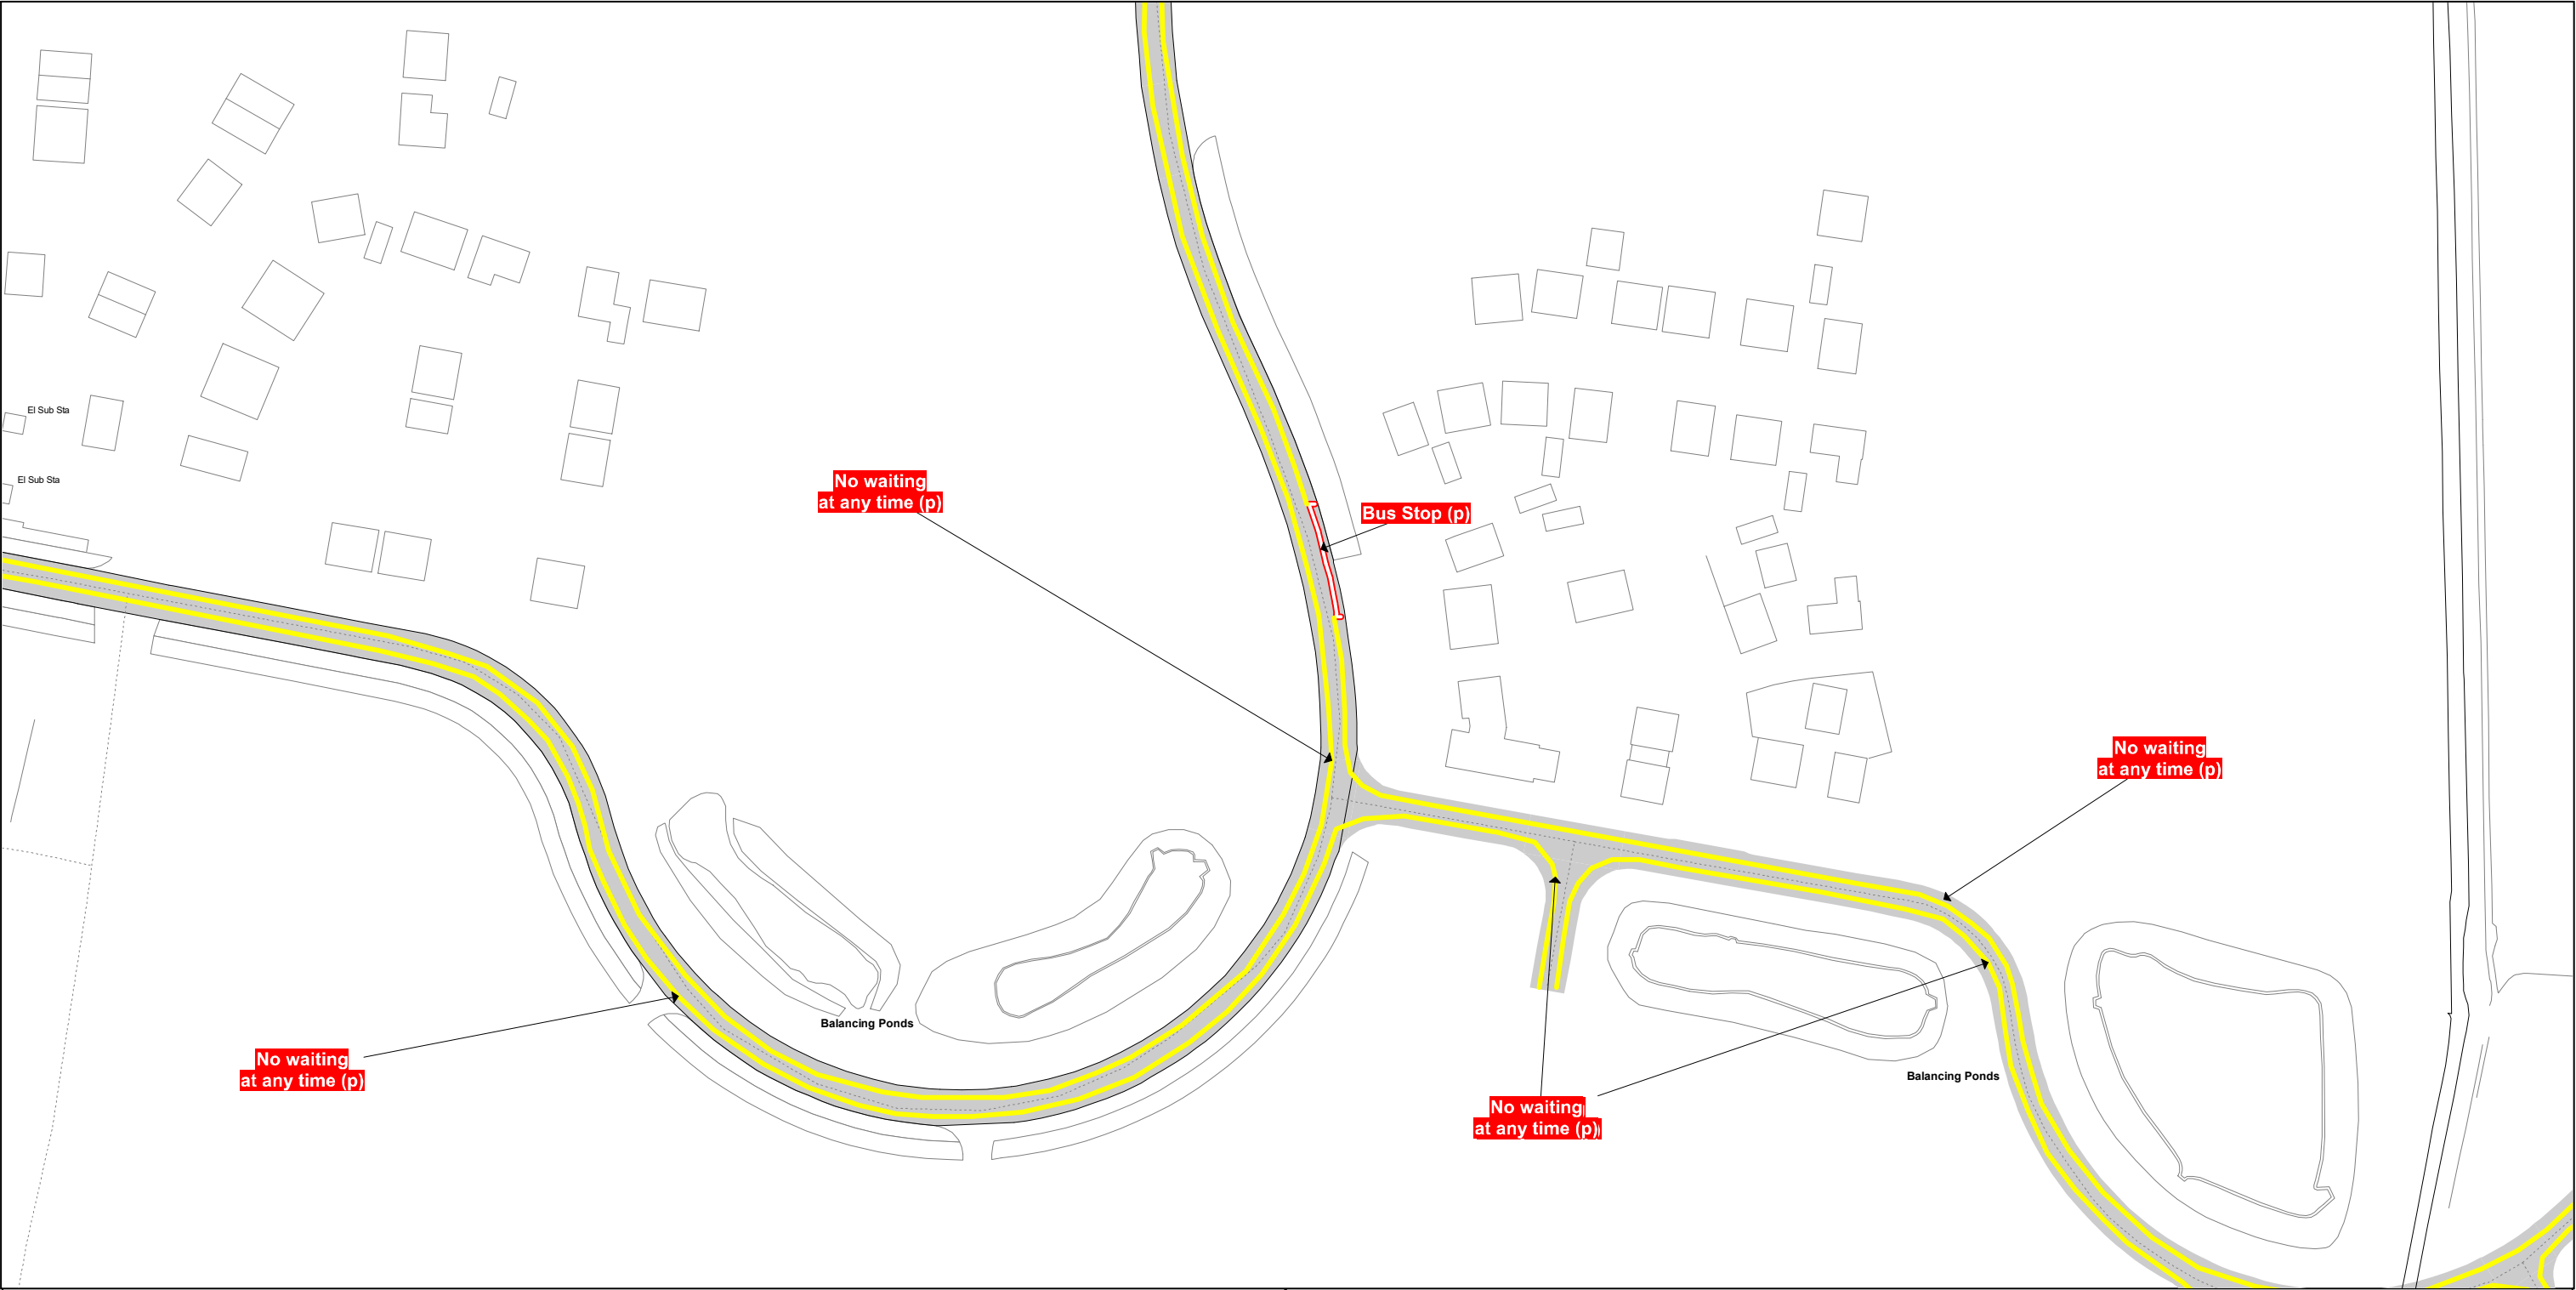 El Sub Sta
El Sub Sta
No waiting
at any time (p)
Bus Stop (p)
No waiting
at any time (p)
Balancing Ponds
No waiting
at any time (p)
Balancing Ponds
No waiting
at any time (p)